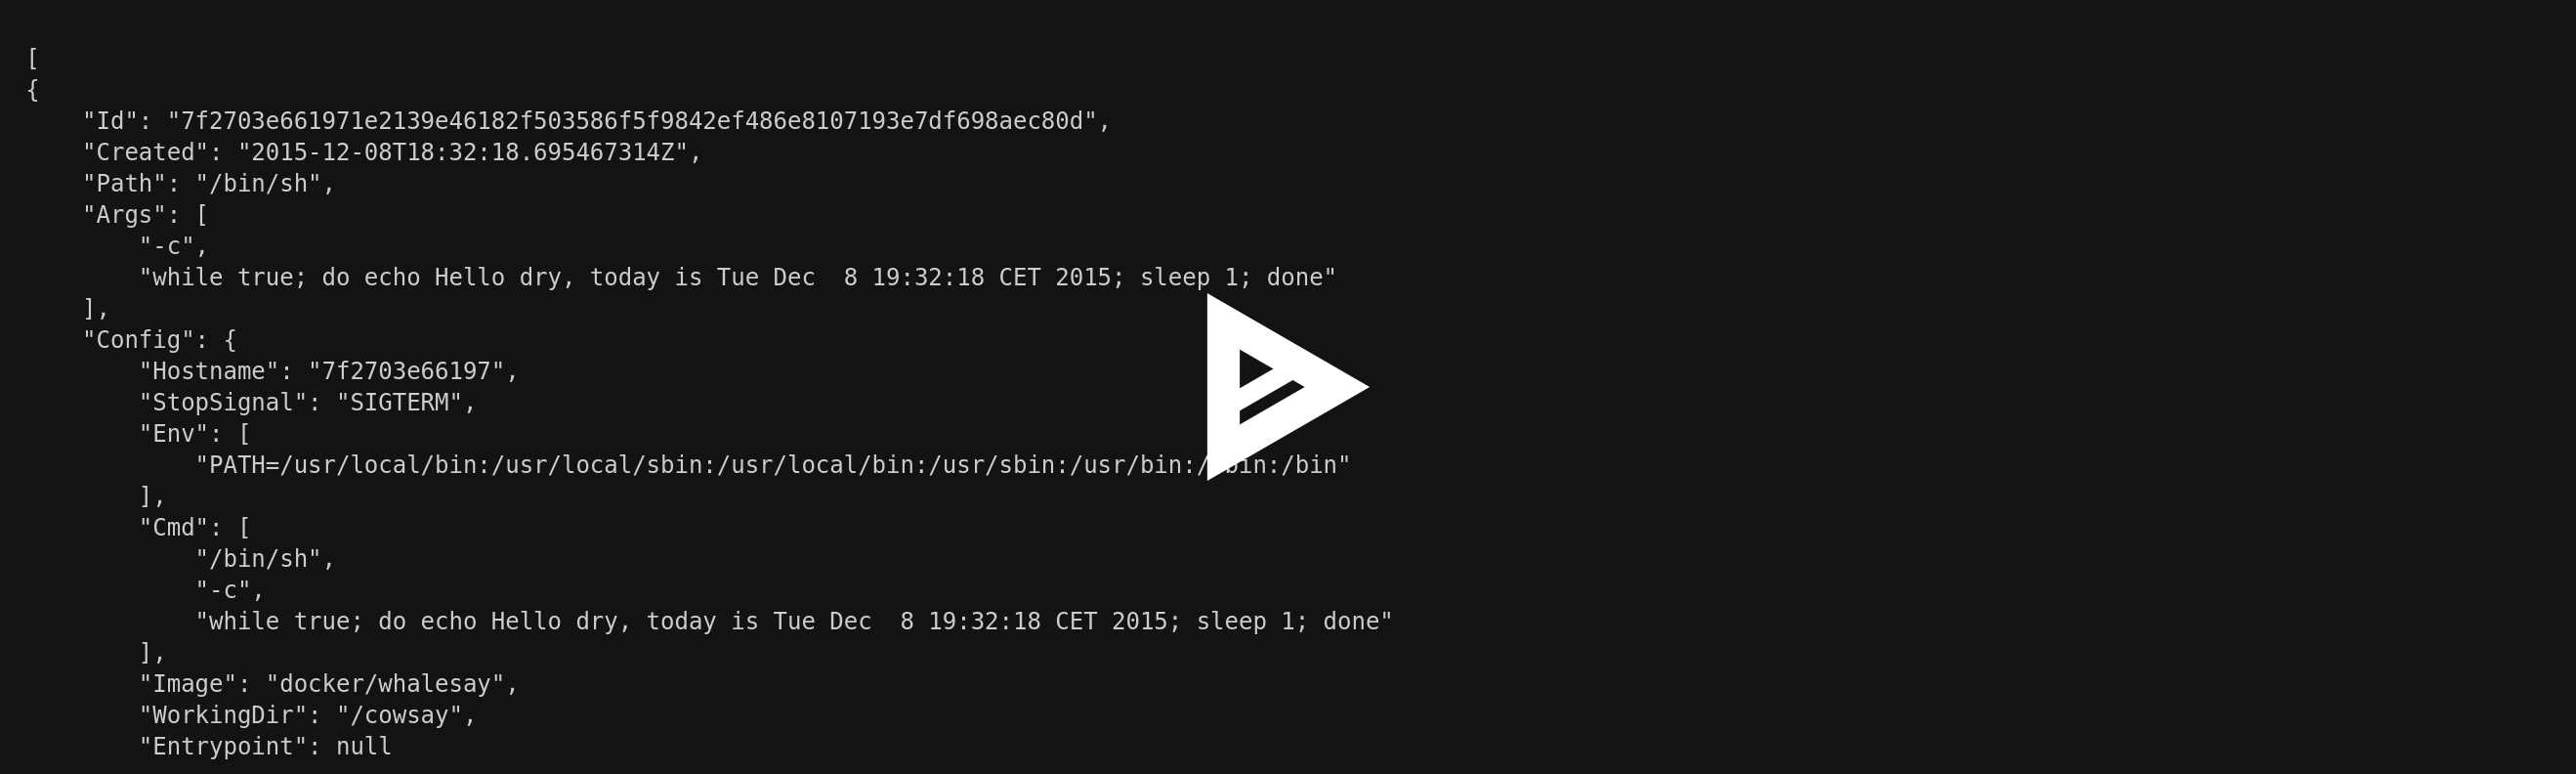 [
{
"Id": "7f2703e661971e2139e46182f503586f5f9842ef486e8107193e7df698aec80d",
"Created": "2015-12-08T18:32:18.695467314Z",
"Path": "/bin/sh",
"Args": [
"-c",
"while true; do echo Hello dry, today is Tue Dec  8 19:32:18 CET 2015; sleep 1; done"
],
"Config": {
"Hostname": "7f2703e66197",
"StopSignal": "SIGTERM",
"Env": [
"PATH=/usr/local/bin:/usr/local/sbin:/usr/local/bin:/usr/sbin:/usr/bin:/sbin:/bin"
],
"Cmd": [
"/bin/sh",
"-c",
"while true; do echo Hello dry, today is Tue Dec  8 19:32:18 CET 2015; sleep 1; done"
],
"Image": "docker/whalesay",
"WorkingDir": "/cowsay",
"Entrypoint": null